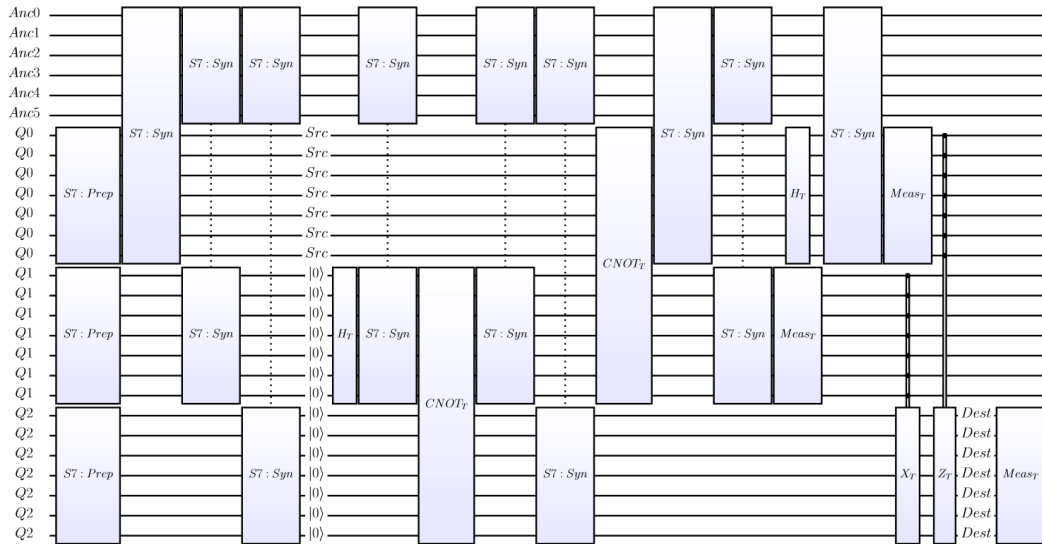 Anc0
Anc1
Anc2
S7 : Syn S7 : Syn S7 : Syn S7 : Syn S7 : Syn S7 : Syn
Anc3
Anc4
Anc5
S7 : Syn S7 : Syn S7 : Syn
Q0 Src
Q0 Src
Q0 Src
Q0 S7 : Prep Src H_T Meas_T
Q0 Src
Q0 Src
Q0 Src
CNOT_T
Q1 |0⟩
Q1 |0⟩
Q1 |0⟩
Q1 S7 : Prep S7 : Syn |0⟩ H_T S7 : Syn S7 : Syn S7 : Syn Meas_T
Q1 |0⟩
Q1 |0⟩
Q1 |0⟩
CNOT_T
Q2 |0⟩ Dest
Q2 |0⟩ Dest
Q2 |0⟩ Dest
Q2 S7 : Prep S7 : Syn |0⟩ S7 : Syn X_T Z_T Dest Meas_T
Q2 |0⟩ Dest
Q2 |0⟩ Dest
Q2 |0⟩ Dest